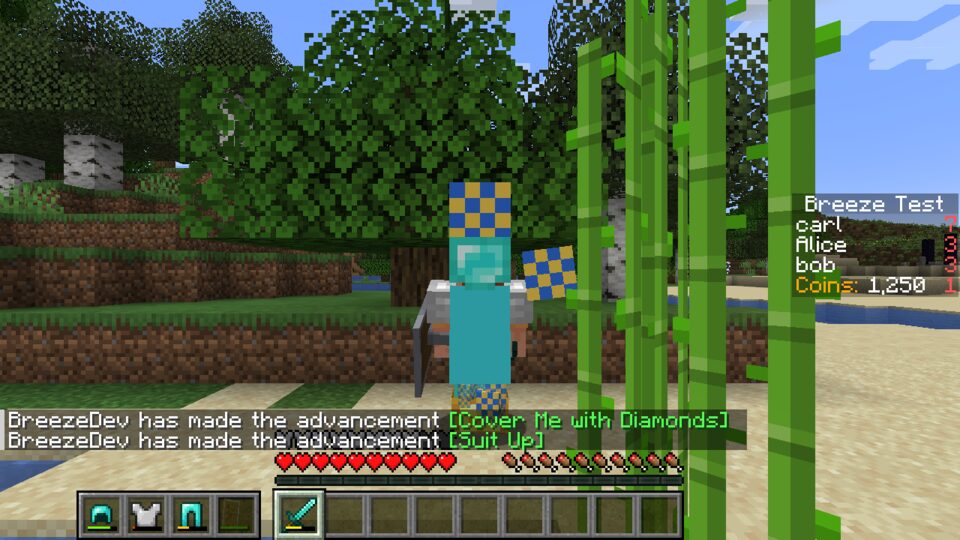 Breeze Test
carl 7
Alice 3
bob 3
Coins: 1,250 1
BreezeDev has made the advancement [Cover Me with Diamonds]
BreezeDev has made the advancement [Suit Up]